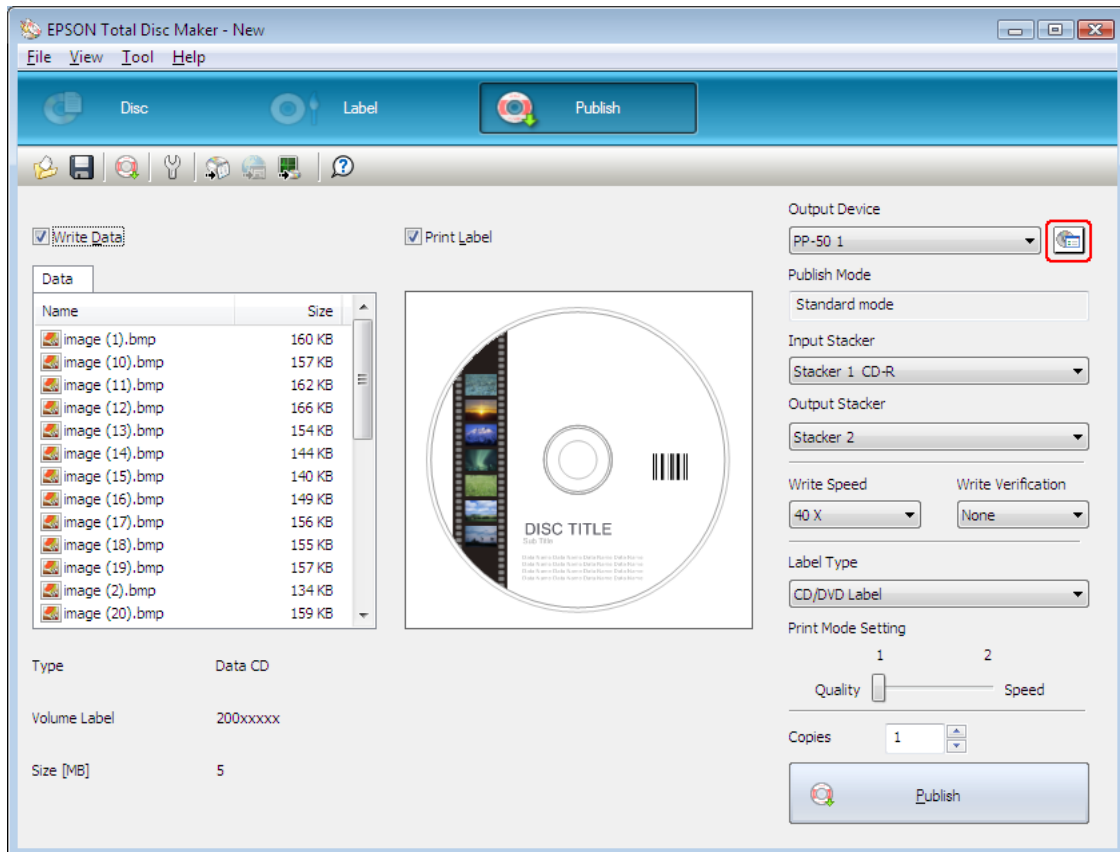 EPSON Total Disc Maker - New
File View Tool Help
Disc Label Publish
Write Data
Print Label
Data
Name Size
image (1).bmp 160 KB
image (10).bmp 157 KB
image (11).bmp 162 KB
image (12).bmp 166 KB
image (13).bmp 154 KB
image (14).bmp 144 KB
image (15).bmp 140 KB
image (16).bmp 149 KB
image (17).bmp 156 KB
image (18).bmp 155 KB
image (19).bmp 157 KB
image (2).bmp 134 KB
image (20).bmp 159 KB
Type Data CD
Volume Label 200xxxxx
Size [MB] 5
DISC TITLE
Sub Title
Output Device
PP-50 1
Publish Mode
Standard mode
Input Stacker
Stacker 1 CD-R
Output Stacker
Stacker 2
Write Speed Write Verification
40 X None
Label Type
CD/DVD Label
Print Mode Setting
1 2
Quality Speed
Copies 1
Publish